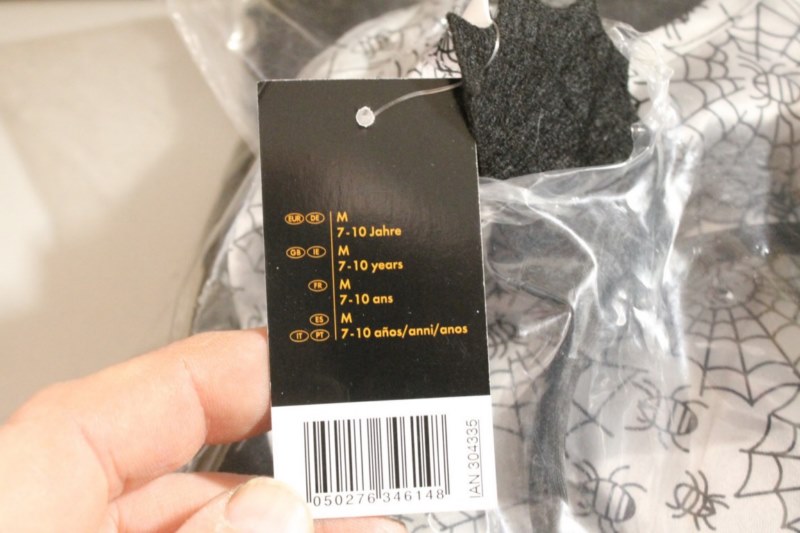 EUR DE M
7-10 Jahre
GB IE M
7-10 years
FR M
7-10 ans
ES M
IT PT 7-10 años/anni/anos
050276 346148
IAN 304335